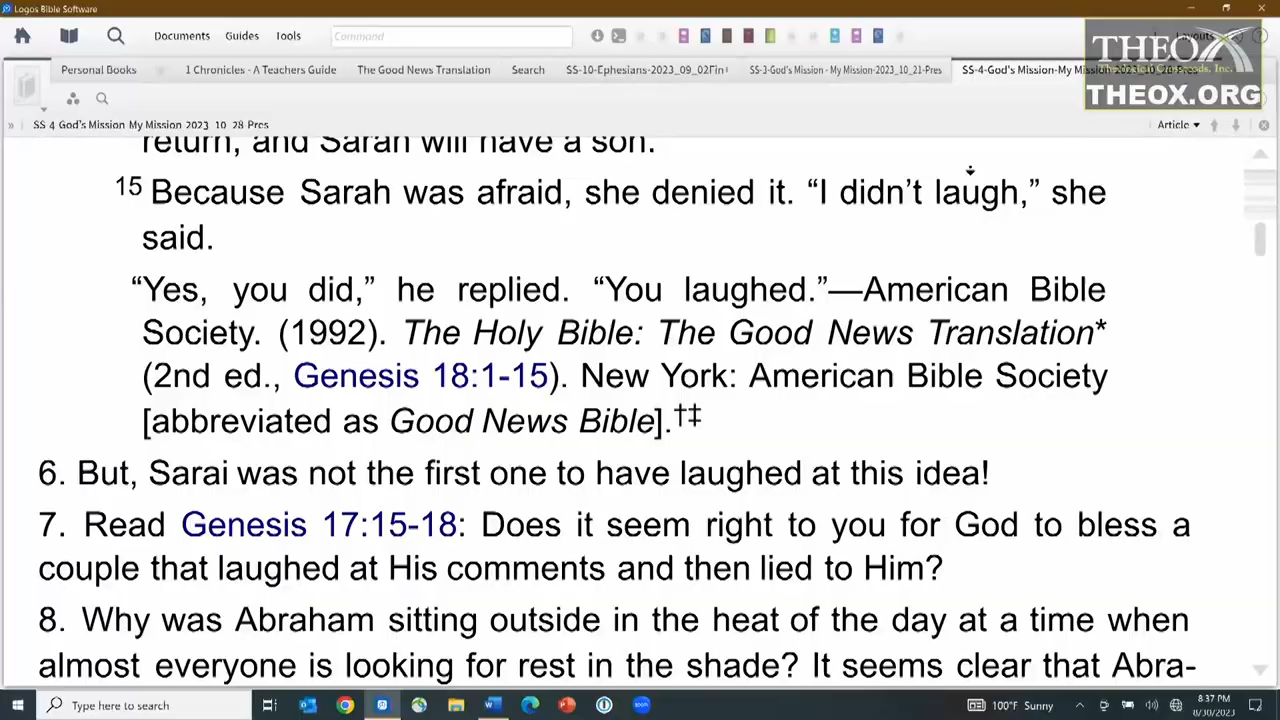 Logos Bible Software
Documents Guides Tools Command Layouts
THEOX
Theological Crossroads, Inc.
THEOX.ORG
Personal Books 1 Chronicles - A Teachers Guide The Good News Translation Search SS-10-Ephesians-2023_09_02Fin SS-3-God's Mission - My Mission-2023_10_21-Pres SS-4-God's Mission-My Mis
» SS-4-God's Mission-My Mission 2023_10_28-Pres Article
return, and Sarah will have a son.
15 Because Sarah was afraid, she denied it. “I didn’t laugh,” she
said.
“Yes, you did,” he replied. “You laughed.”—American Bible
Society. (1992). The Holy Bible: The Good News Translation*
(2nd ed., Genesis 18:1-15). New York: American Bible Society
[abbreviated as Good News Bible].†‡
6. But, Sarai was not the first one to have laughed at this idea!
7. Read Genesis 17:15-18: Does it seem right to you for God to bless a
couple that laughed at His comments and then lied to Him?
8. Why was Abraham sitting outside in the heat of the day at a time when
almost everyone is looking for rest in the shade? It seems clear that Abra-
Type here to search
100°F Sunny
8:37 PM
8/30/2023